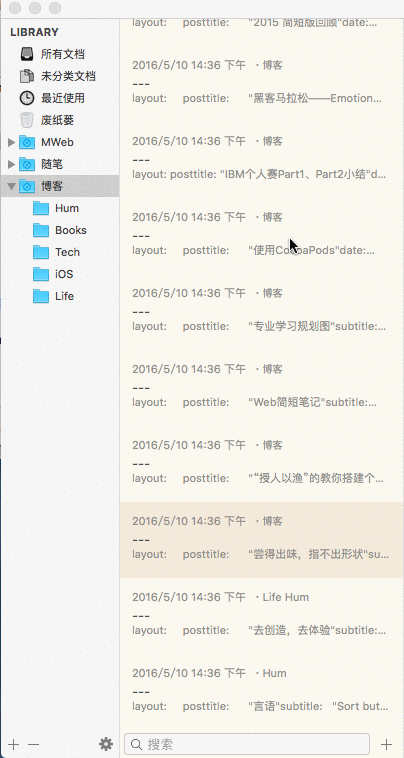 LIBRARY
所有文档
未分类文档
最近使用
废纸篓
MWeb
随笔
博客
Hum
Books
Tech
iOS
Life
layout: posttitle: "2015 简短版回顾"date:...
2016/5/10 14:36 下午 · 博客
---
layout: posttitle: "黑客马拉松——Emotion...
2016/5/10 14:36 下午 · 博客
---
layout: posttitle: "IBM个人赛Part1、Part2小结"d...
2016/5/10 14:36 下午 · 博客
---
layout: posttitle: "使用CocoaPods"date:...
2016/5/10 14:36 下午 · 博客
---
layout: posttitle: "专业学习规划图"subtitle:...
2016/5/10 14:36 下午 · 博客
---
layout: posttitle: "Web简短笔记"subtitle:...
2016/5/10 14:36 下午 · 博客
---
layout: posttitle: "“授人以渔”的教你搭建个...
2016/5/10 14:36 下午 · 博客
---
layout: posttitle: "尝得出味，指不出形状"su...
2016/5/10 14:36 下午 · Life Hum
---
layout: posttitle: "去创造，去体验"subtitle:...
2016/5/10 14:36 下午 · Hum
---
layout: posttitle: "言语"subtitle: "Sort but...
搜索